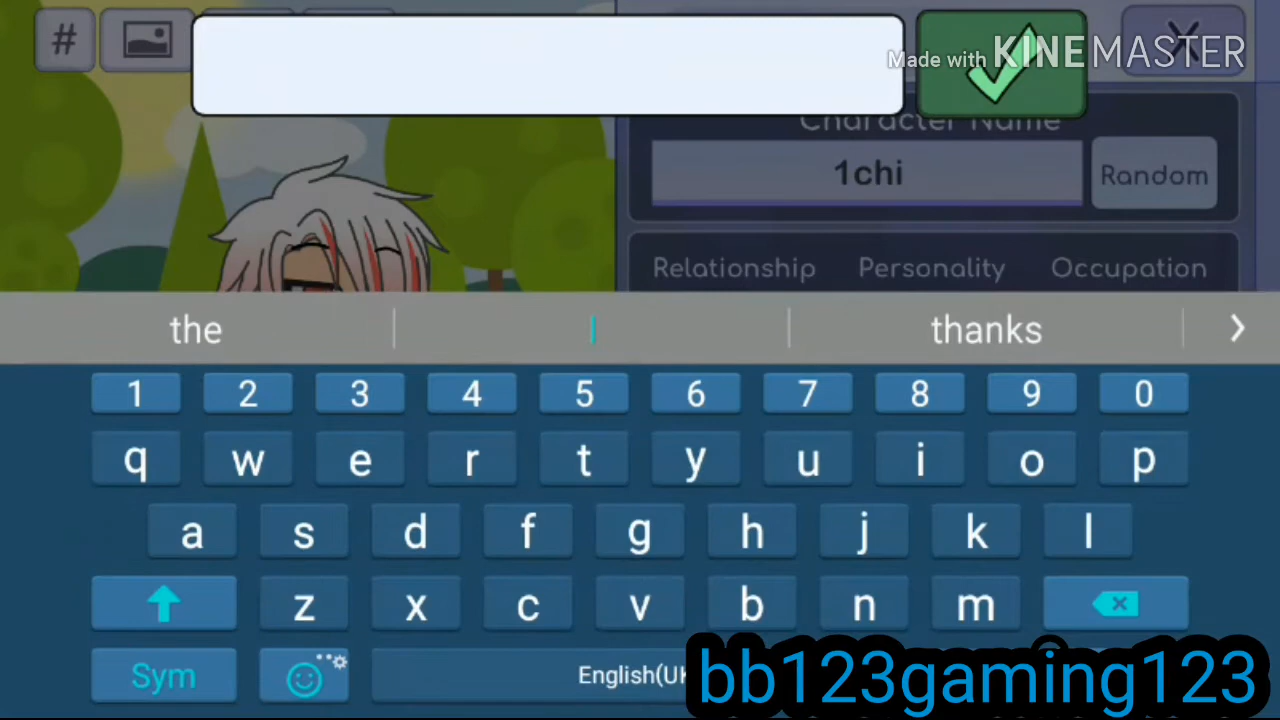 #
Made with KINEMASTER
X
Character Name
1chi
Random
Relationship Personality Occupation
the I thanks
1 2 3 4 5 6 7 8 9 0
q w e r t y u i o p
a s d f g h j k l
z x c v b n m
Sym English(UK
bb123gaming123